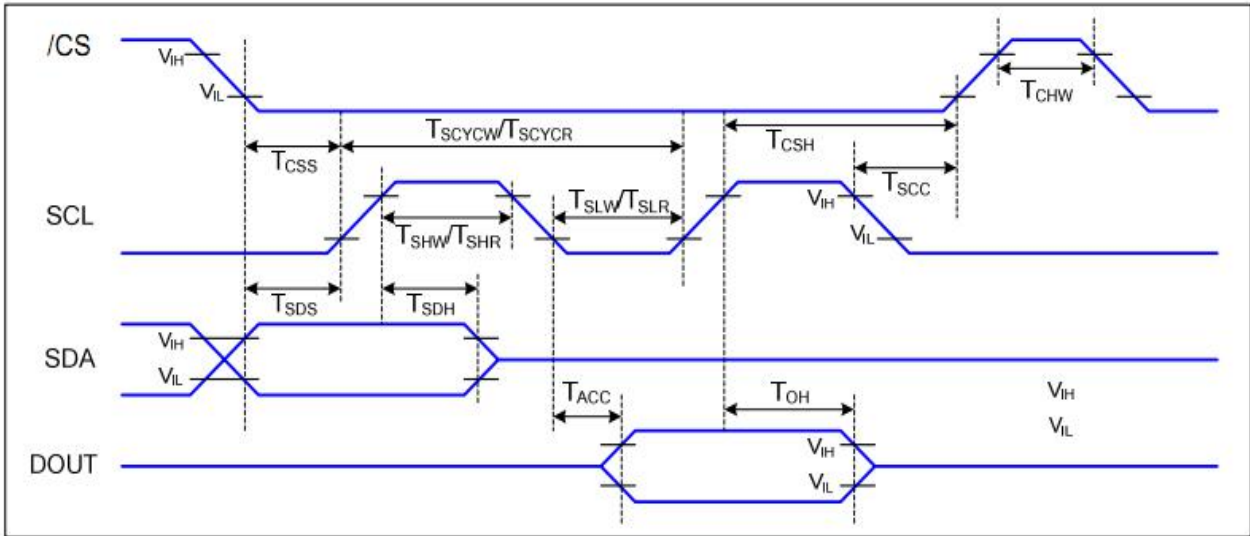 /CS
VIH
VIL
TCHW
TSCYCW/TSCYCR
TCSH
TCSS
TSCC
SCL
TSLW/TSLR
VIH
TSHW/TSHR
VIL
TSDS
TSDH
SDA
VIH
VIL
TACC
TOH
VIH
VIL
DOUT
VIH
VIL